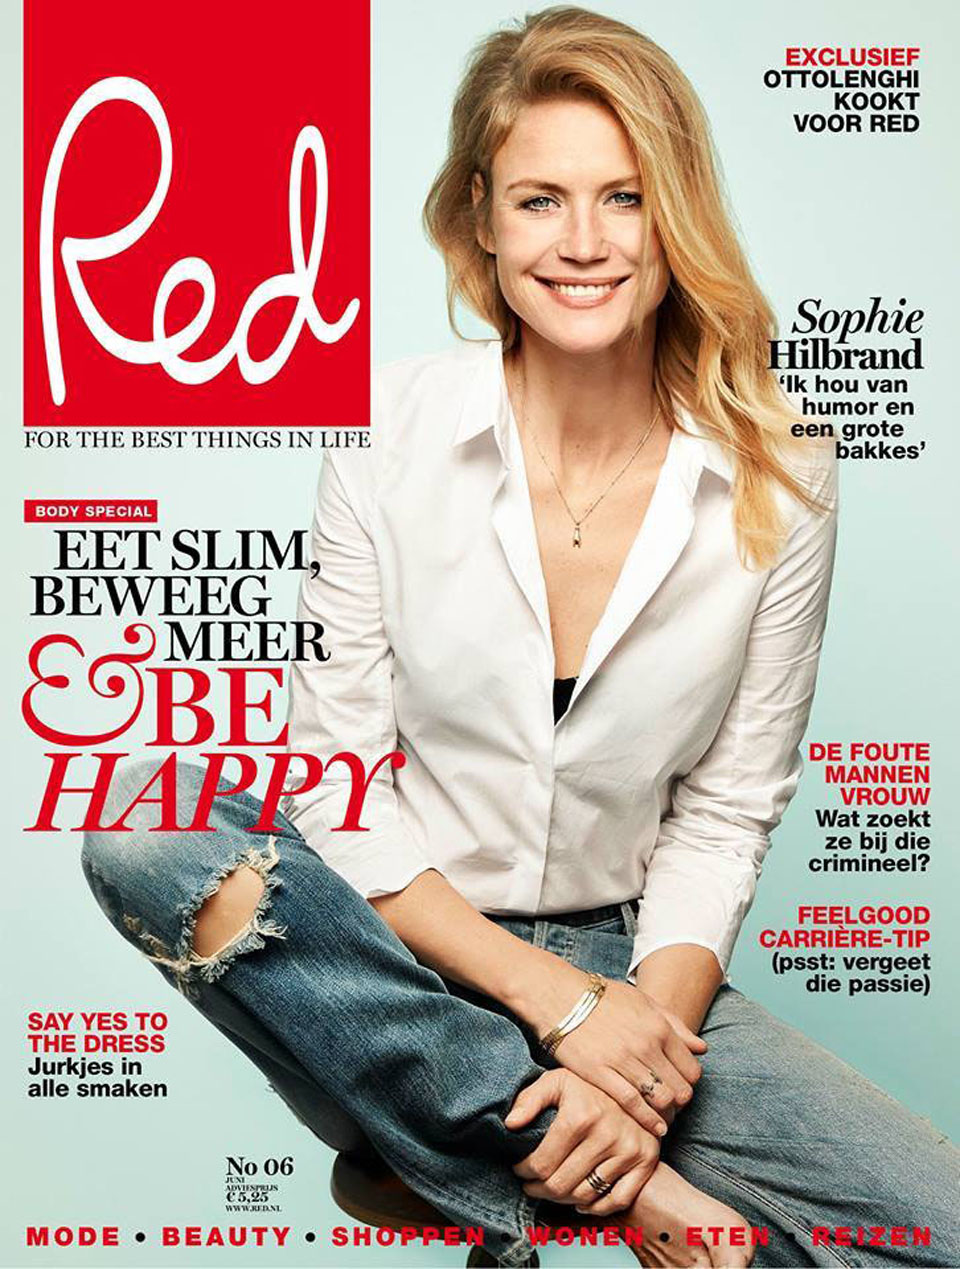 Red
FOR THE BEST THINGS IN LIFE
EXCLUSIEF
OTTOLENGHI
KOOKT
VOOR RED
Sophie
Hilbrand
‘Ik hou van
humor en
een grote
bakkes’
BODY SPECIAL
EET SLIM,
BEWEEG
MEER
& BE
HAPPY
DE FOUTE
MANNEN
VROUW
Wat zoekt
ze bij die
crimineel?
FEELGOOD
CARRIÈRE-TIP
(psst: vergeet
die passie)
SAY YES TO
THE DRESS
Jurkjes in
alle smaken
No 06
JUNI
ADVIESPRIJS
€ 5,25
WWW.RED.NL
MODE • BEAUTY • SHOPPEN • WONEN • ETEN • REIZEN